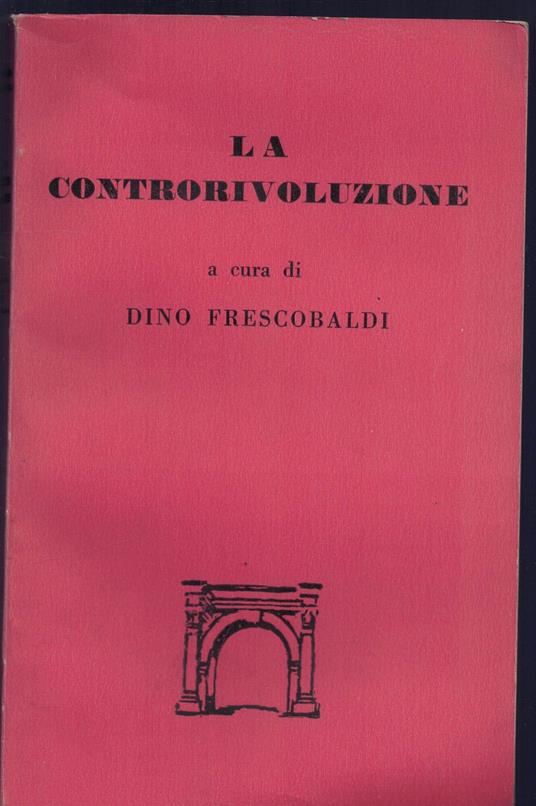 LA
CONTRORIVOLUZIONE
a cura di
DINO FRESCOBALDI